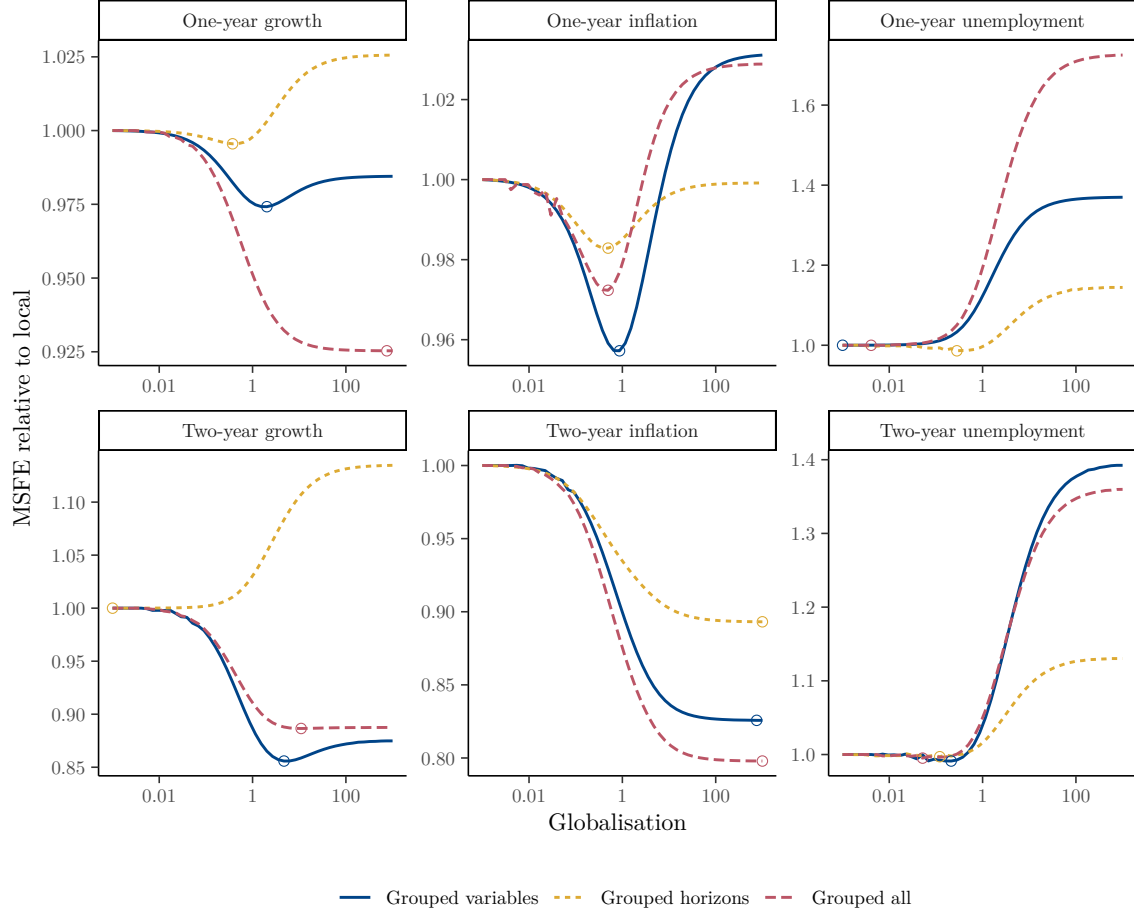 One-year growth
One-year inflation
One-year unemployment
1.025
1.000
0.975
0.950
0.925
1.02
1.00
0.98
0.96
1.6
1.4
1.2
1.0
0.01 1 100
0.01 1 100
0.01 1 100
MSFE relative to local
Two-year growth
Two-year inflation
Two-year unemployment
1.10
1.05
1.00
0.95
0.90
0.85
1.00
0.95
0.90
0.85
0.80
1.4
1.3
1.2
1.1
1.0
0.01 1 100
0.01 1 100
0.01 1 100
Globalisation
Grouped variables Grouped horizons Grouped all